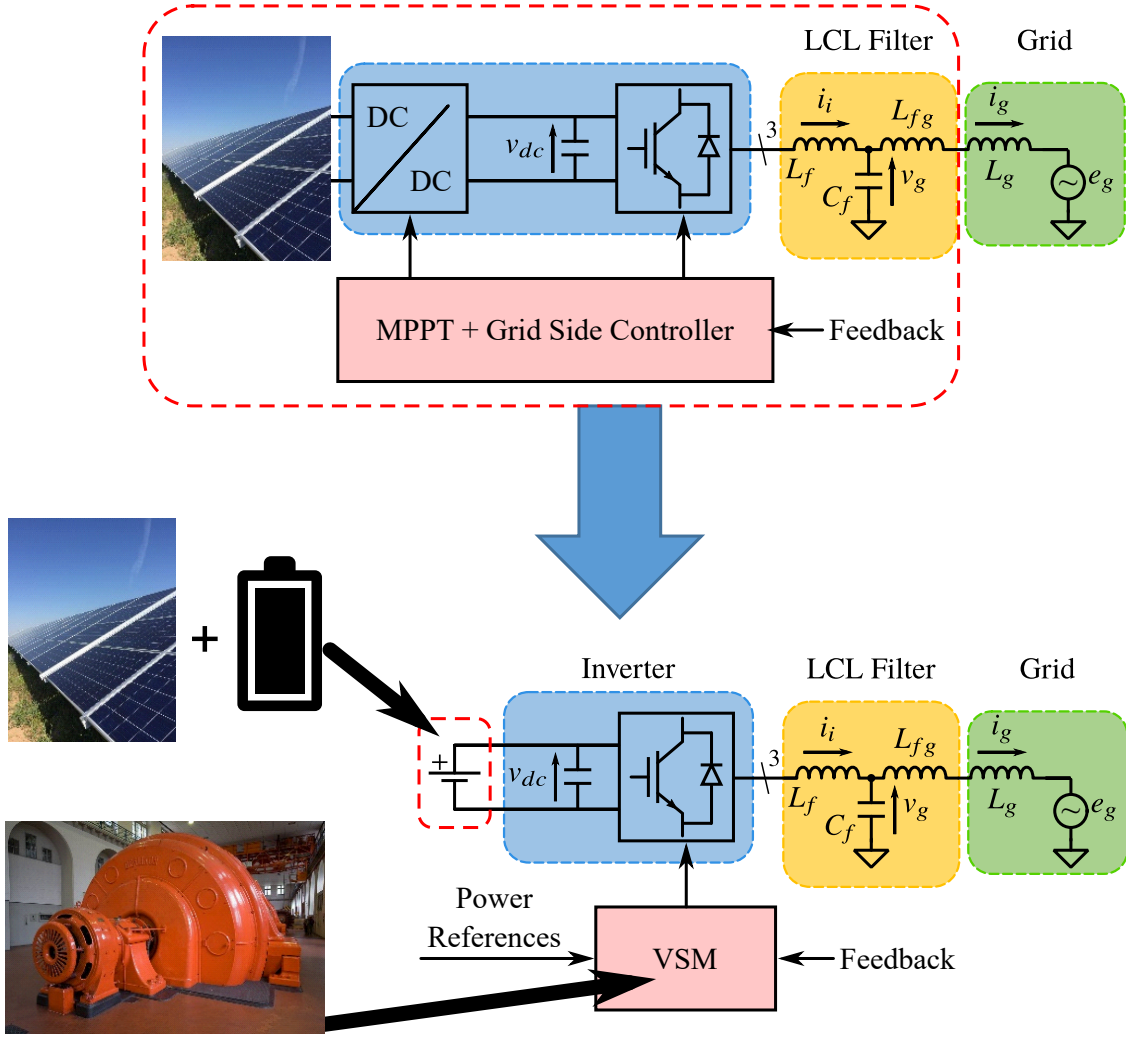 LCL Filter
Grid
DC
DC
v_dc
3
i_i
L_f
C_f
L_fg
v_g
i_g
L_g
e_g
MPPT + Grid Side Controller
Feedback
+
Inverter
LCL Filter
Grid
+
v_dc
3
i_i
L_f
C_f
L_fg
v_g
i_g
L_g
e_g
Power
References
VSM
Feedback